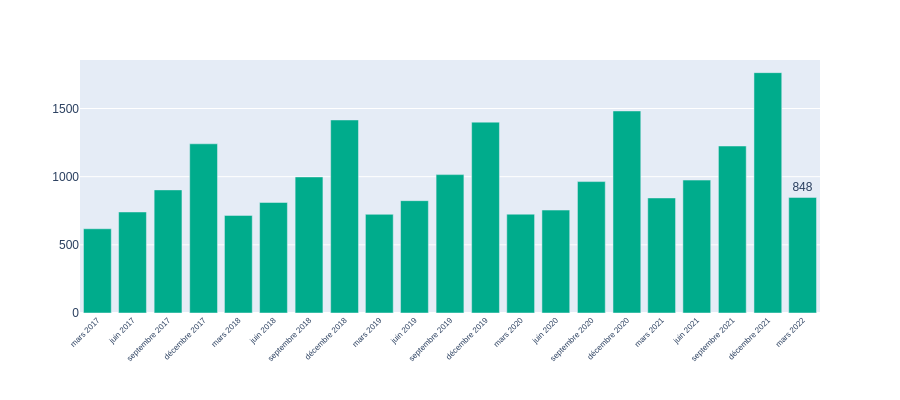 1500
1000
500
0
848
mars 2017
juin 2017
septembre 2017
décembre 2017
mars 2018
juin 2018
septembre 2018
décembre 2018
mars 2019
juin 2019
septembre 2019
décembre 2019
mars 2020
juin 2020
septembre 2020
décembre 2020
mars 2021
juin 2021
septembre 2021
décembre 2021
mars 2022